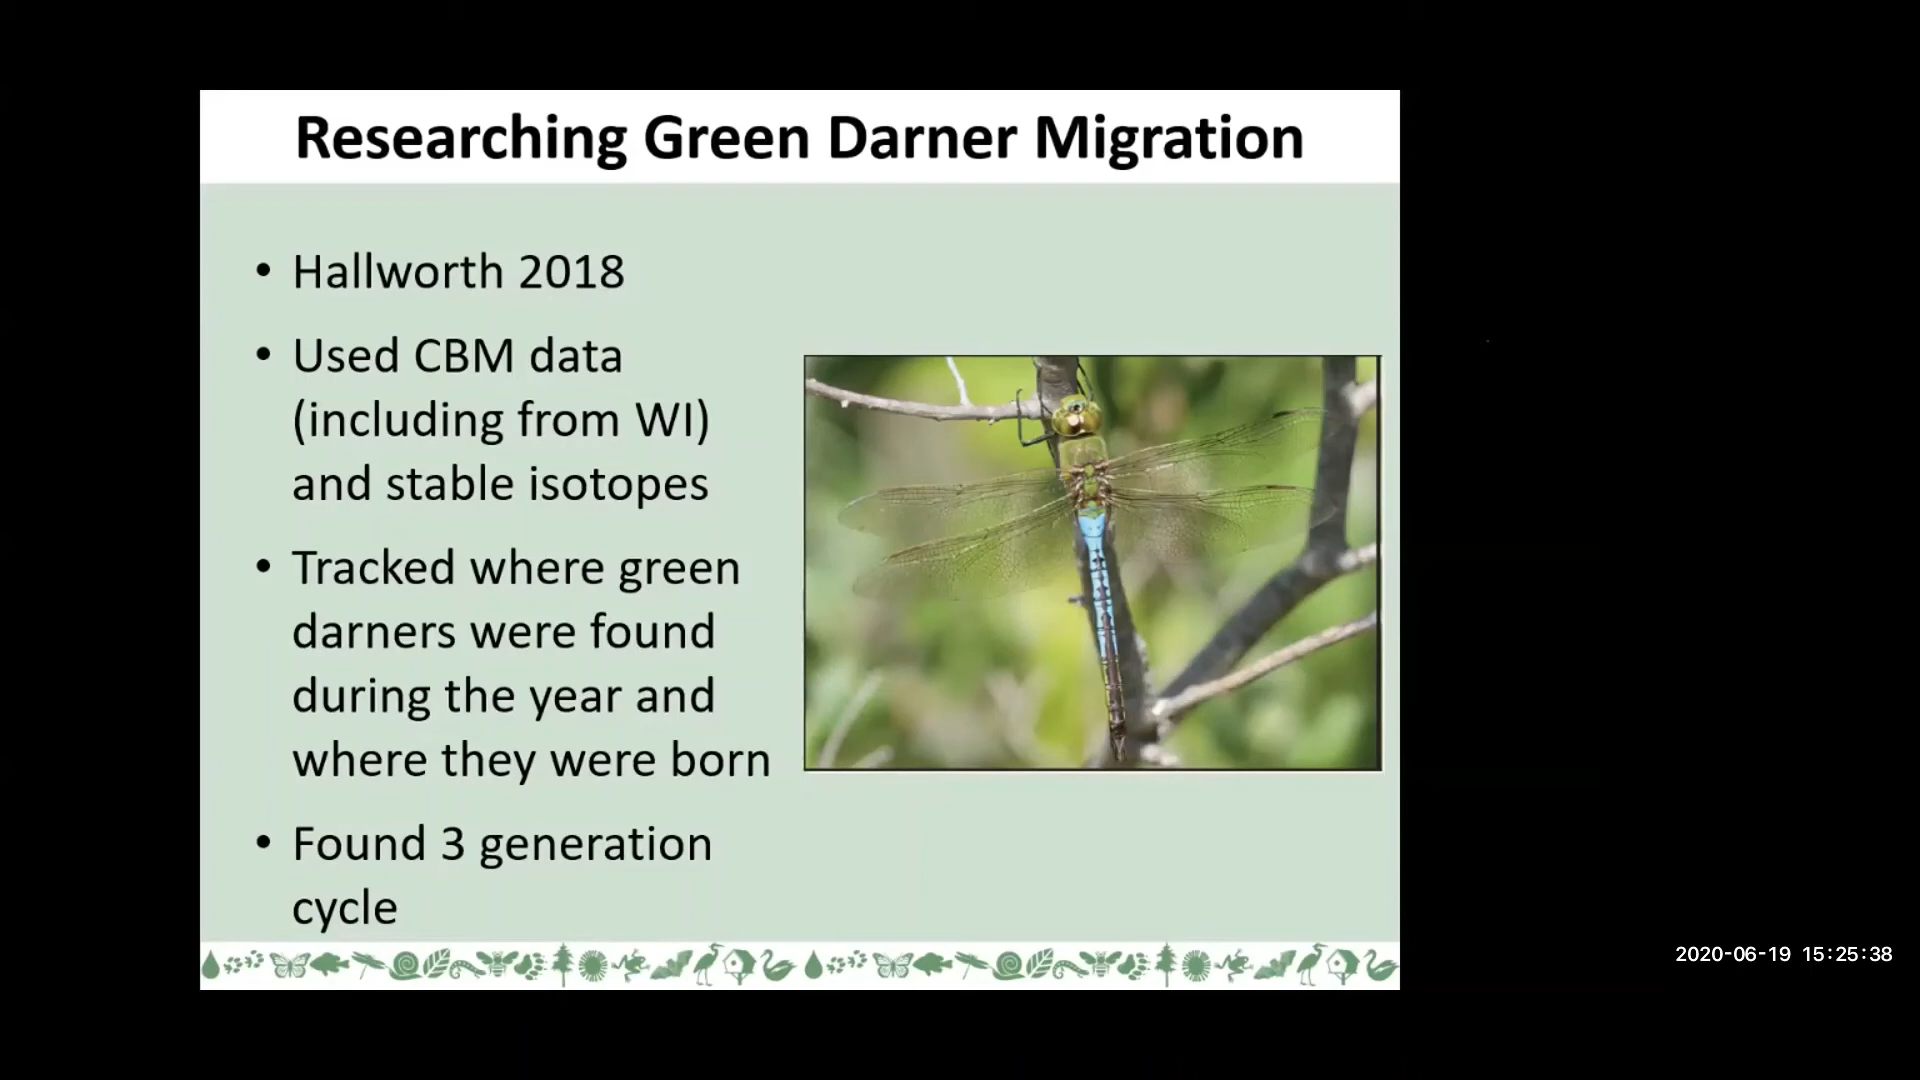 Researching Green Darner Migration
• Hallworth 2018
• Used CBM data
(including from WI)
and stable isotopes
• Tracked where green
darners were found
during the year and
where they were born
• Found 3 generation
cycle
2020-06-19 15:25:38